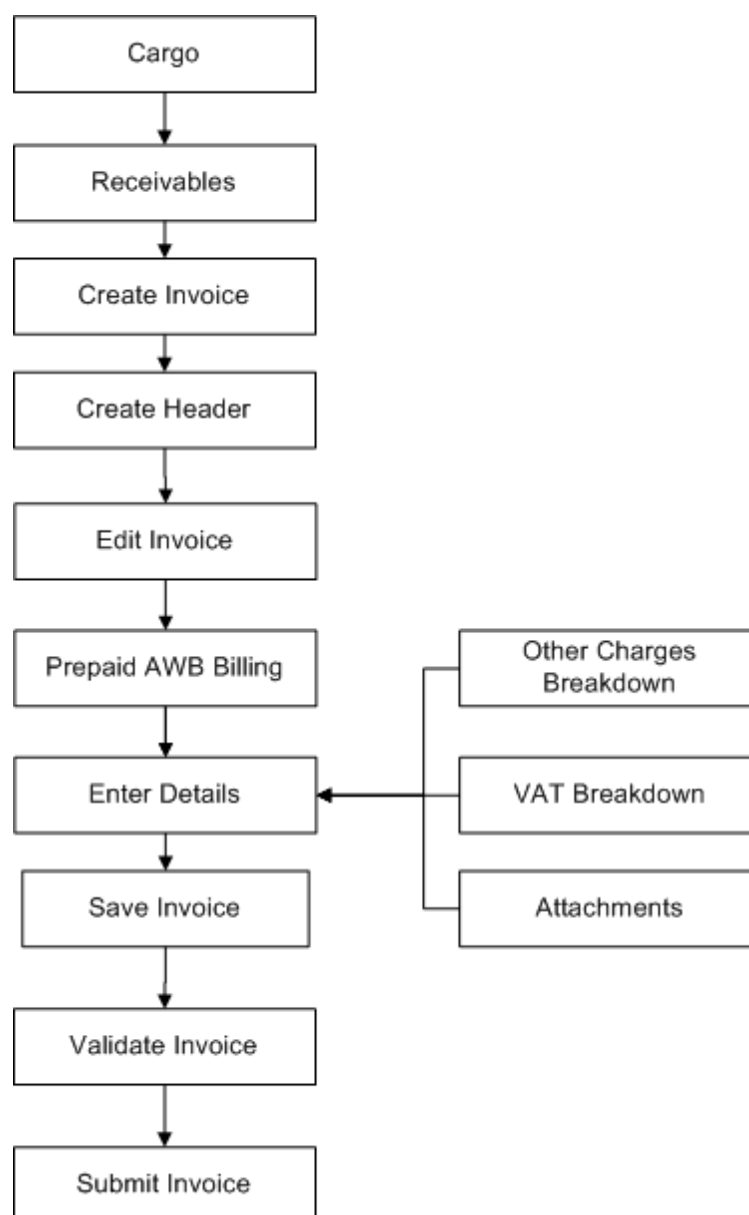 Cargo
Receivables
Create Invoice
Create Header
Edit Invoice
Prepaid AWB Billing
Other Charges
Breakdown
Enter Details
VAT Breakdown
Save Invoice
Attachments
Validate Invoice
Submit Invoice